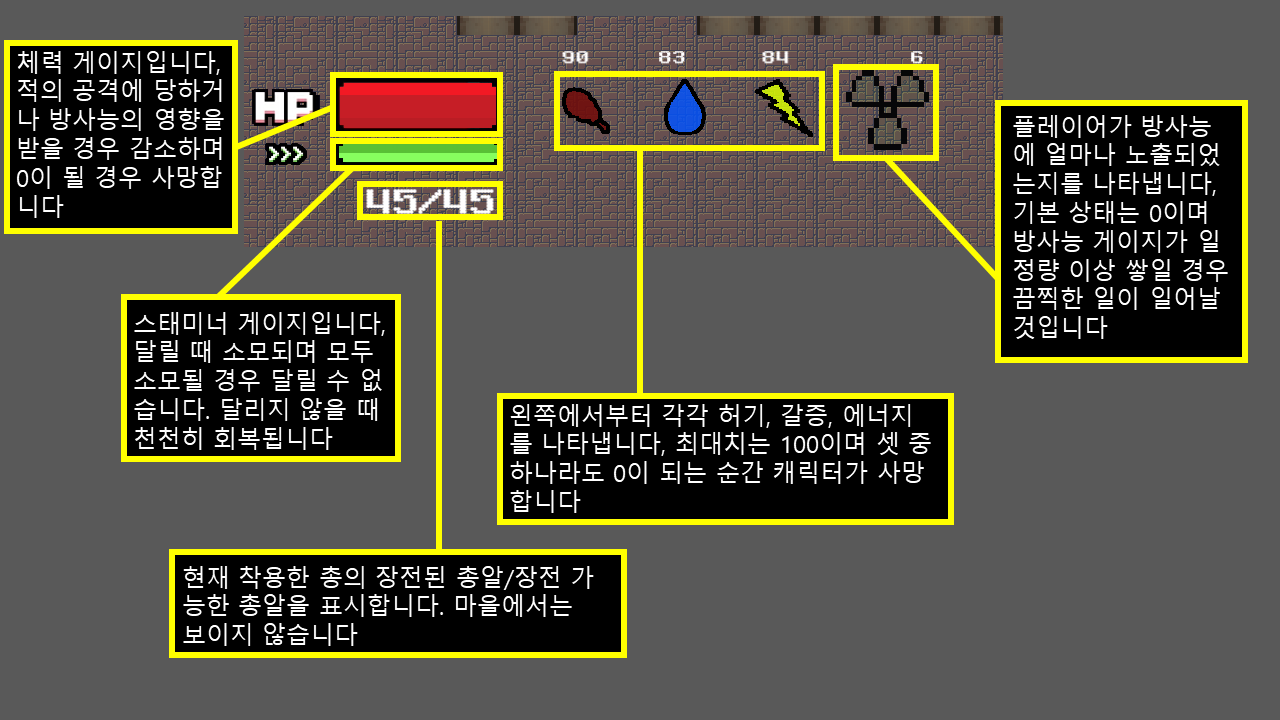 90
83
84
6
체력 게이지입니다,
적의 공격에 당하거
나 방사능의 영향을
받을 경우 감소하며
0이 될 경우 사망합
니다
HP
>>>
45/45
플레이어가 방사능
에 얼마나 노출되었
는지를 나타냅니다,
기본 상태는 0이며
방사능 게이지가 일
정량 이상 쌓일 경우
끔찍한 일이 일어날
것입니다
스태미너 게이지입니다,
달릴 때 소모되며 모두
소모될 경우 달릴 수 없
습니다. 달리지 않을 때
천천히 회복됩니다
왼쪽에서부터 각각 허기, 갈증, 에너지
를 나타냅니다, 최대치는 100이며 셋 중
하나라도 0이 되는 순간 캐릭터가 사망
합니다
현재 착용한 총의 장전된 총알/장전 가
능한 총알을 표시합니다. 마을에서는
보이지 않습니다